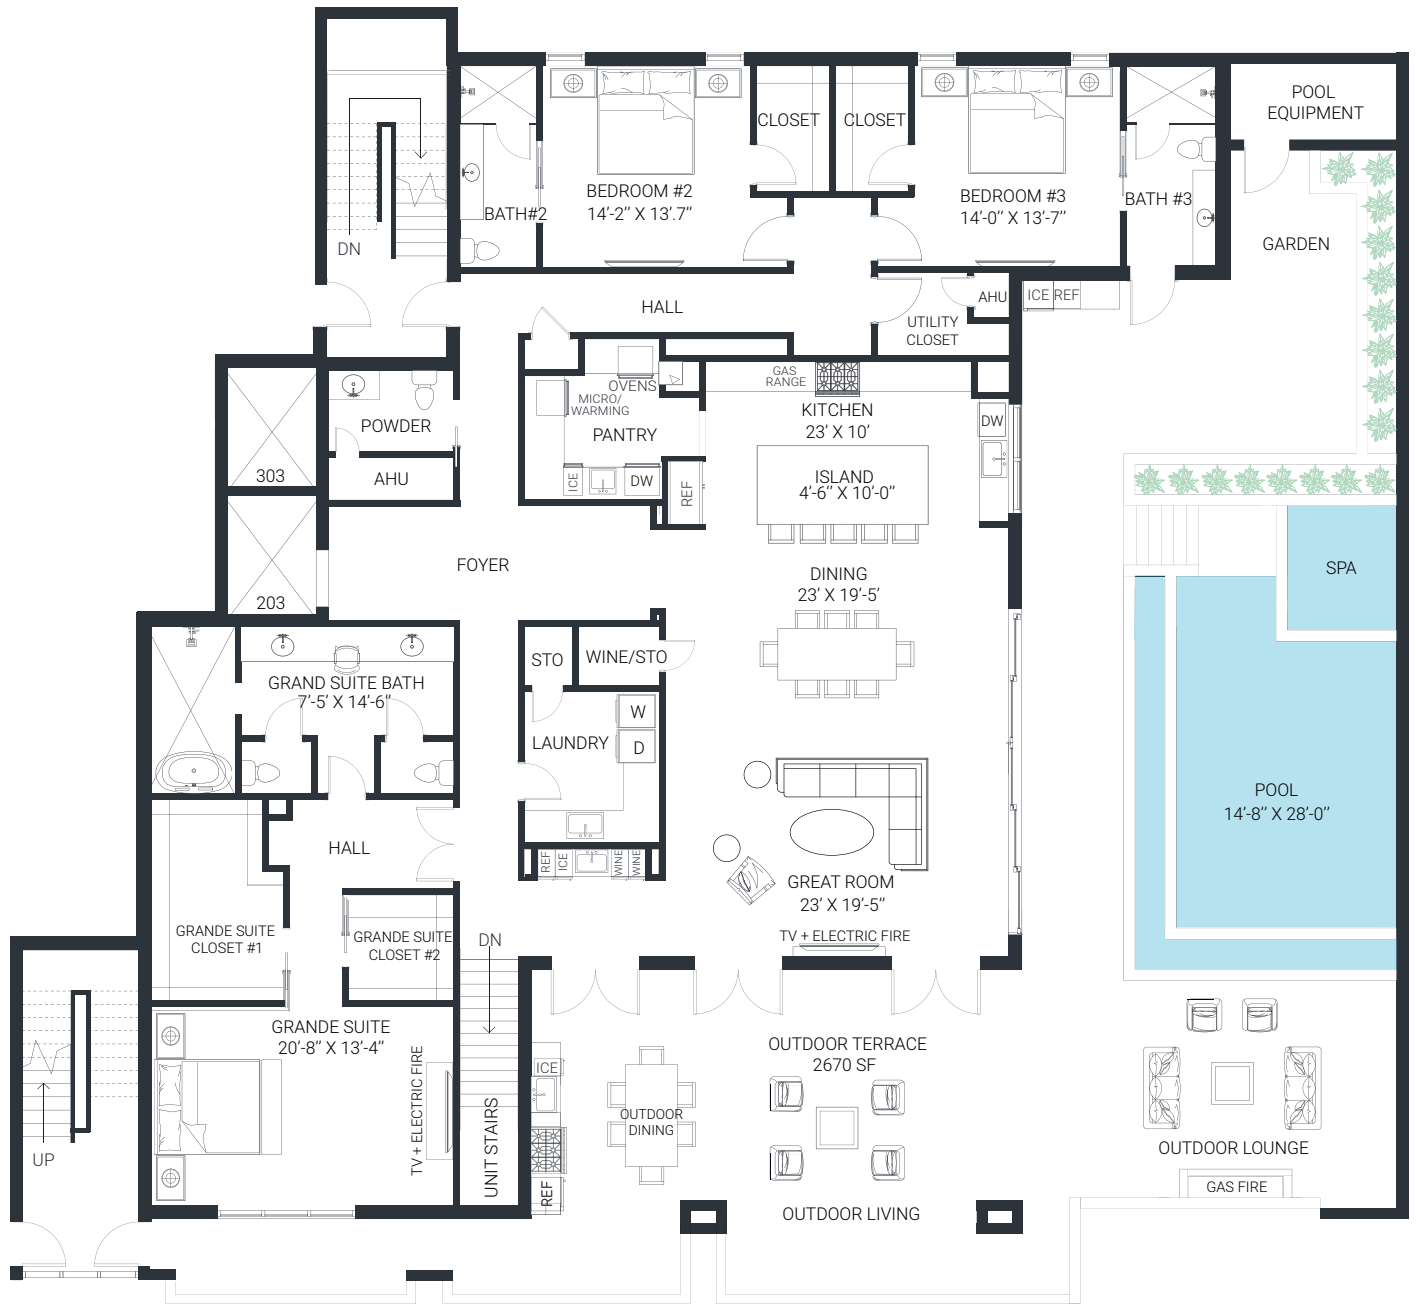 POOL
EQUIPMENT
CLOSET
CLOSET
BEDROOM #2
14'-2" X 13'.7"
BEDROOM #3
14'-0" X 13'-7"
BATH#2
BATH #3
DN
GARDEN
HALL
AHU
ICE
REF
UTILITY
CLOSET
GAS
RANGE
OVENS
MICRO/
WARMING
PANTRY
KITCHEN
23' X 10'
DW
POWDER
ISLAND
4'-6" X 10'-0"
303
AHU
ICE
DW
REF
FOYER
DINING
23' X 19'-5'
SPA
203
STO
WINE/STO
GRAND SUITE BATH
7'-5' X 14'-6"
W
LAUNDRY
D
POOL
14'-8" X 28'-0"
HALL
REF
ICE
WINE
WINE
GREAT ROOM
23' X 19'-5"
GRANDE SUITE
CLOSET #1
GRANDE SUITE
CLOSET #2
DN
TV + ELECTRIC FIRE
GRANDE SUITE
20'-8" X 13'-4"
TV + ELECTRIC FIRE
OUTDOOR TERRACE
2670 SF
ICE
OUTDOOR
DINING
UNIT STAIRS
UP
OUTDOOR LOUNGE
REF
GAS FIRE
OUTDOOR LIVING